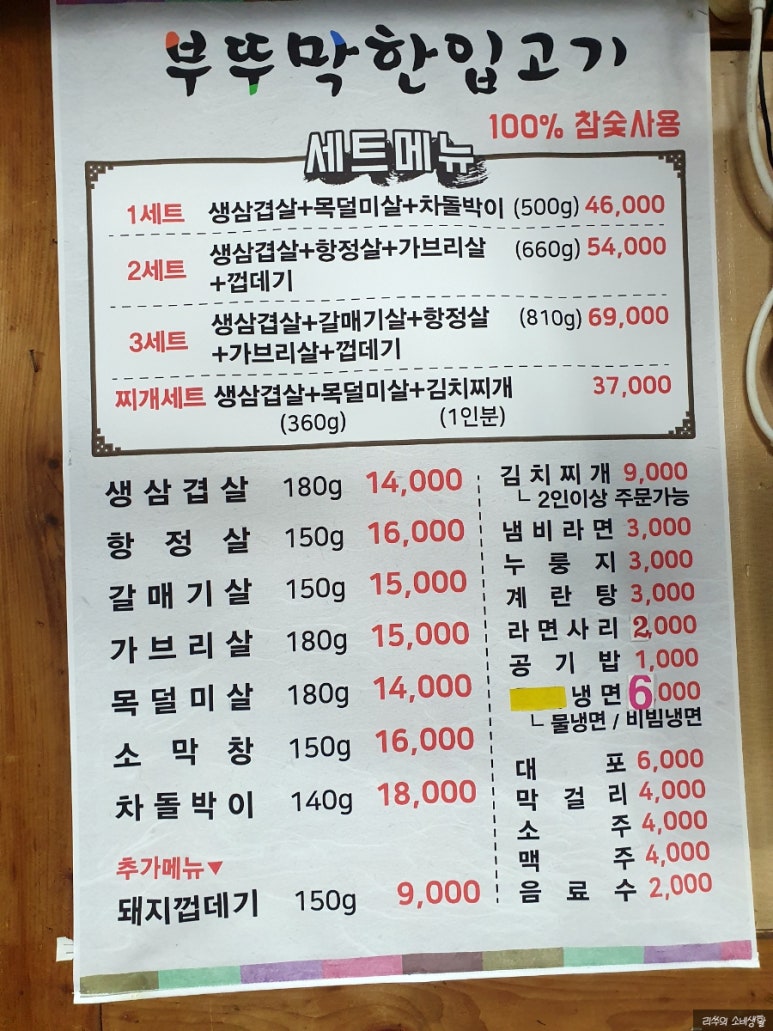 부뚜막한입고기
100% 참숯사용
세트메뉴
1세트 생삼겹살+목덜미살+차돌박이 (500g) 46,000
2세트 생삼겹살+항정살+가브리살 (660g) 54,000
+껍데기
3세트 생삼겹살+갈매기살+항정살 (810g) 69,000
+가브리살+껍데기
찌개세트 생삼겹살+목덜미살+김치찌개 37,000
(360g) (1인분)
생삼겹살 180g 14,000
항정살 150g 16,000
갈매기살 150g 15,000
가브리살 180g 15,000
목덜미살 180g 14,000
소막창 150g 16,000
차돌박이 140g 18,000
추가메뉴▼
돼지껍데기 150g 9,000
김치찌개 9,000
ㄴ 2인이상 주문가능
냄비라면 3,000
누룽지 3,000
계란탕 3,000
라면사리 2,000
공기밥 1,000
냉면 6,000
ㄴ 물냉면 / 비빔냉면
대포 6,000
막걸리 4,000
소주 4,000
맥주 4,000
음료수 2,000
리쑤의 소비생활